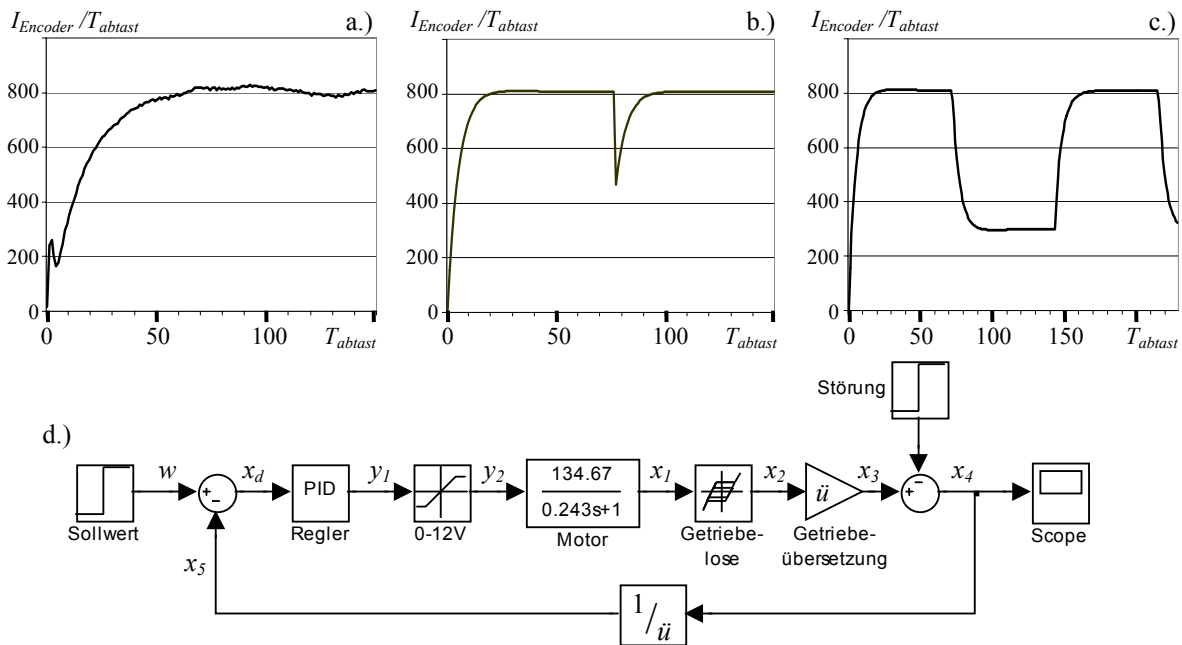 I_Encoder /T_abtast a.)
800
600
400
200
0
0 50 100 T_abtast
I_Encoder /T_abtast b.)
800
600
400
200
0
0 50 100 T_abtast
I_Encoder /T_abtast c.)
800
600
400
200
0
0 50 100 150 T_abtast
Störung
d.)
w x_d y_1 y_2 x_1 x_2 x_3 x_4
+ -
+ -
PID
134.67
0.243s+1
ü
Sollwert
Regler
0-12V
Motor
Getriebe-
lose
Getriebe-
übersetzung
Scope
x_5
1/ü